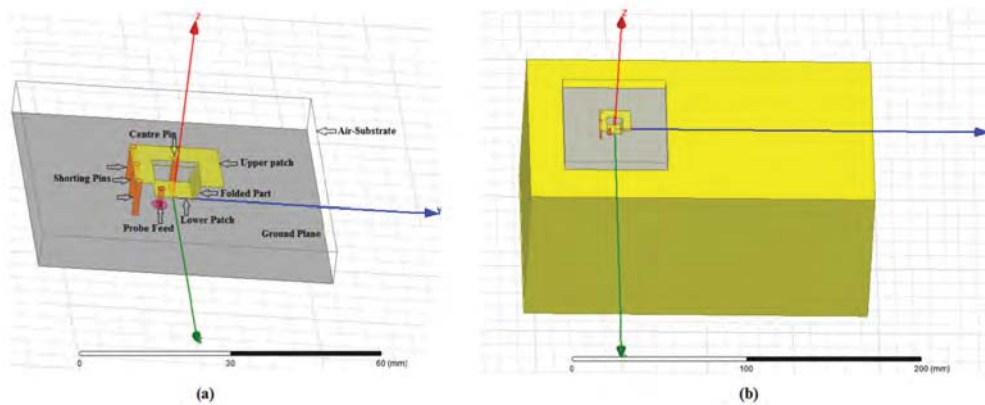 Z
Z
Centre Pin
Air-Substrate
Upper patch
Shorting Pins
Folded Part
Lower Patch
Probe Feed
Ground Plane
0 30 60 (mm)
0 100 200 (mm)
(a) (b)